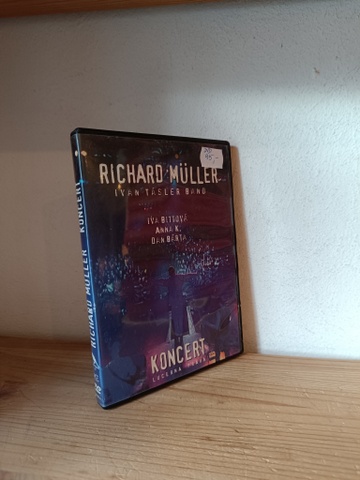 RICHARD MÜLLER
IVAN TÁSLER BAND
IVA BITTOVÁ
ANNA K.
DAN BÁRTA
KONCERT
RICHARD MÜLLER KONCERT